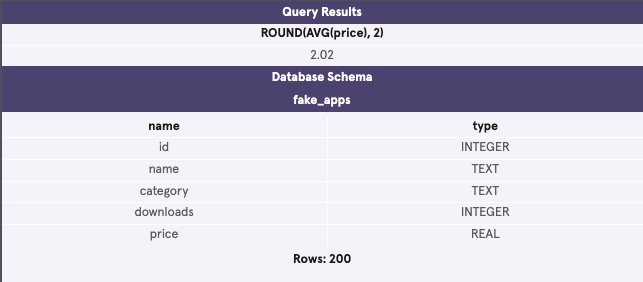 Query Results
ROUND(AVG(price), 2)
2.02
Database Schema
fake_apps
name type
id INTEGER
name TEXT
category TEXT
downloads INTEGER
price REAL
Rows: 200